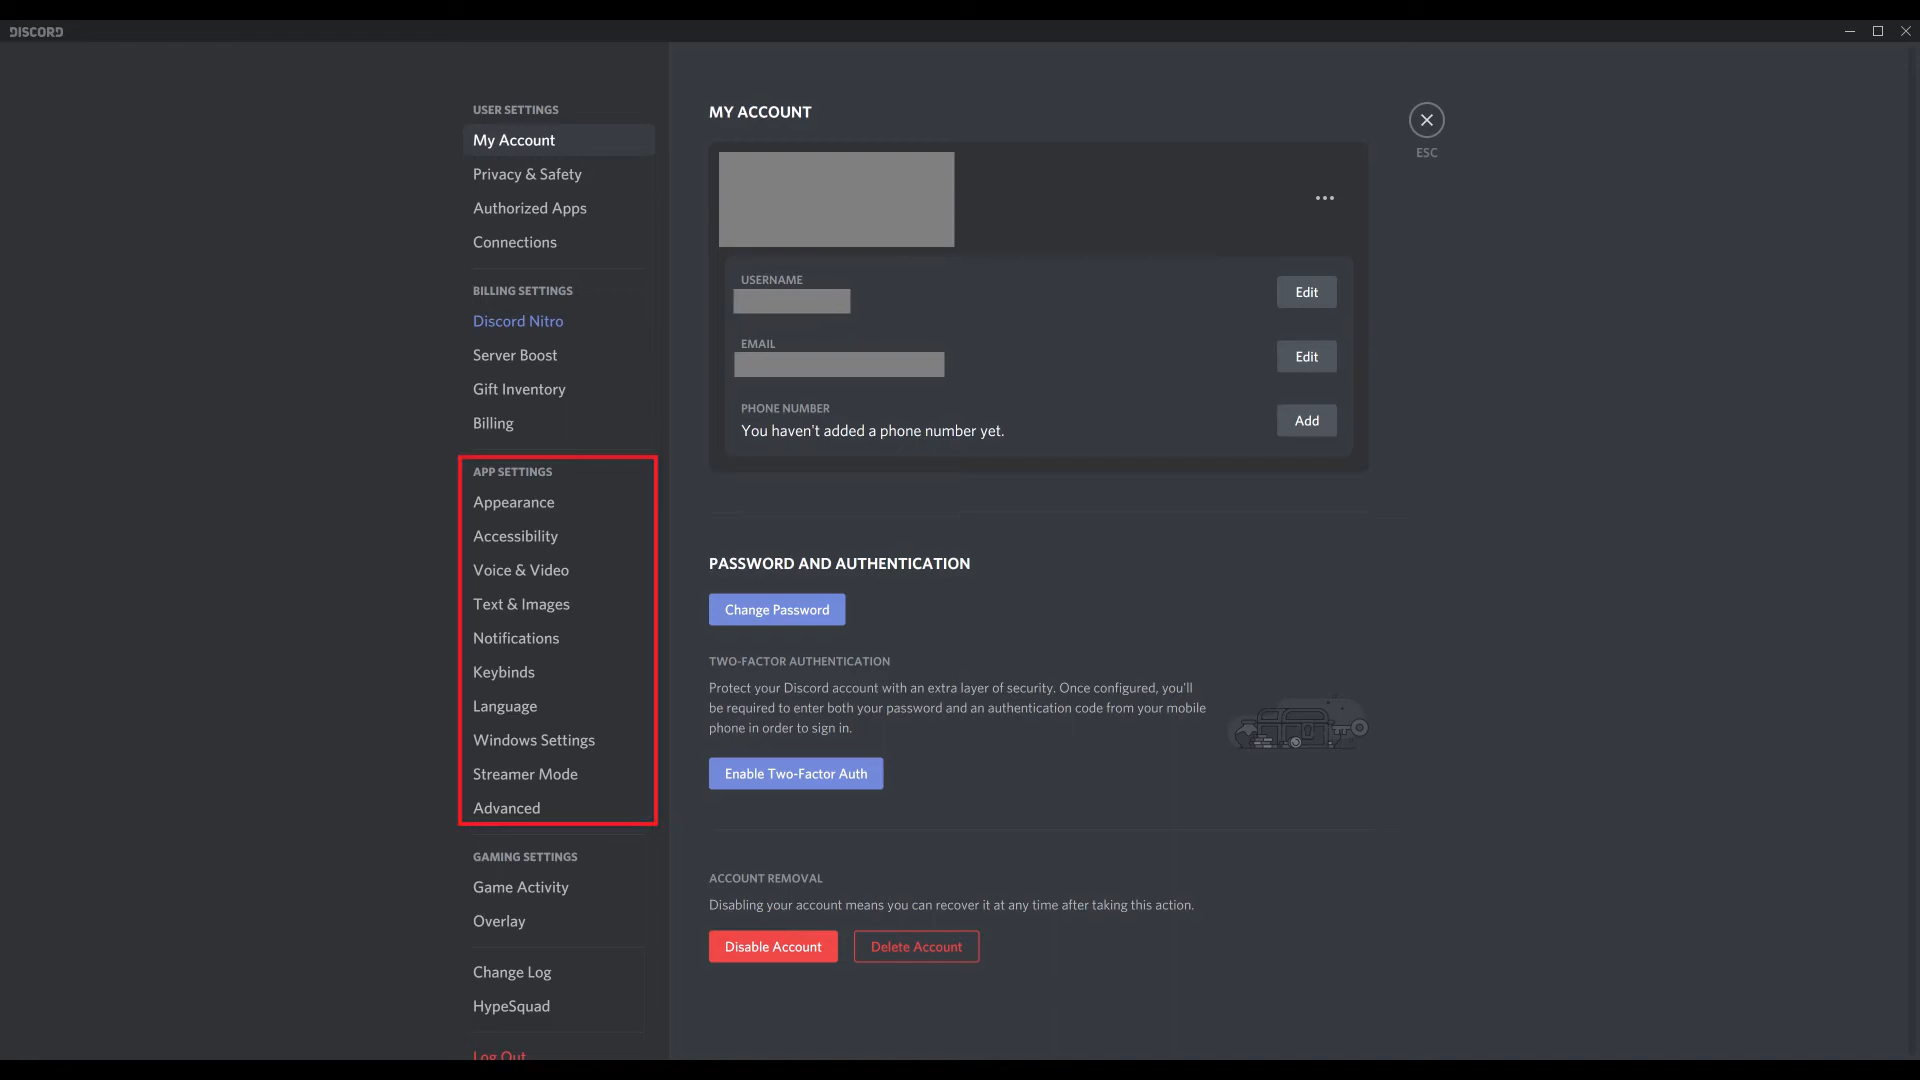 DISCORD
USER SETTINGS
My Account
Privacy & Safety
Authorized Apps
Connections
BILLING SETTINGS
Discord Nitro
Server Boost
Gift Inventory
Billing
APP SETTINGS
Appearance
Accessibility
Voice & Video
Text & Images
Notifications
Keybinds
Language
Windows Settings
Streamer Mode
Advanced
GAMING SETTINGS
Game Activity
Overlay
Change Log
HypeSquad
Log Out
MY ACCOUNT
ESC
USERNAME
Edit
EMAIL
Edit
PHONE NUMBER
You haven't added a phone number yet.
Add
PASSWORD AND AUTHENTICATION
Change Password
TWO-FACTOR AUTHENTICATION
Protect your Discord account with an extra layer of security. Once configured, you'll
be required to enter both your password and an authentication code from your mobile
phone in order to sign in.
Enable Two-Factor Auth
ACCOUNT REMOVAL
Disabling your account means you can recover it at any time after taking this action.
Disable Account
Delete Account